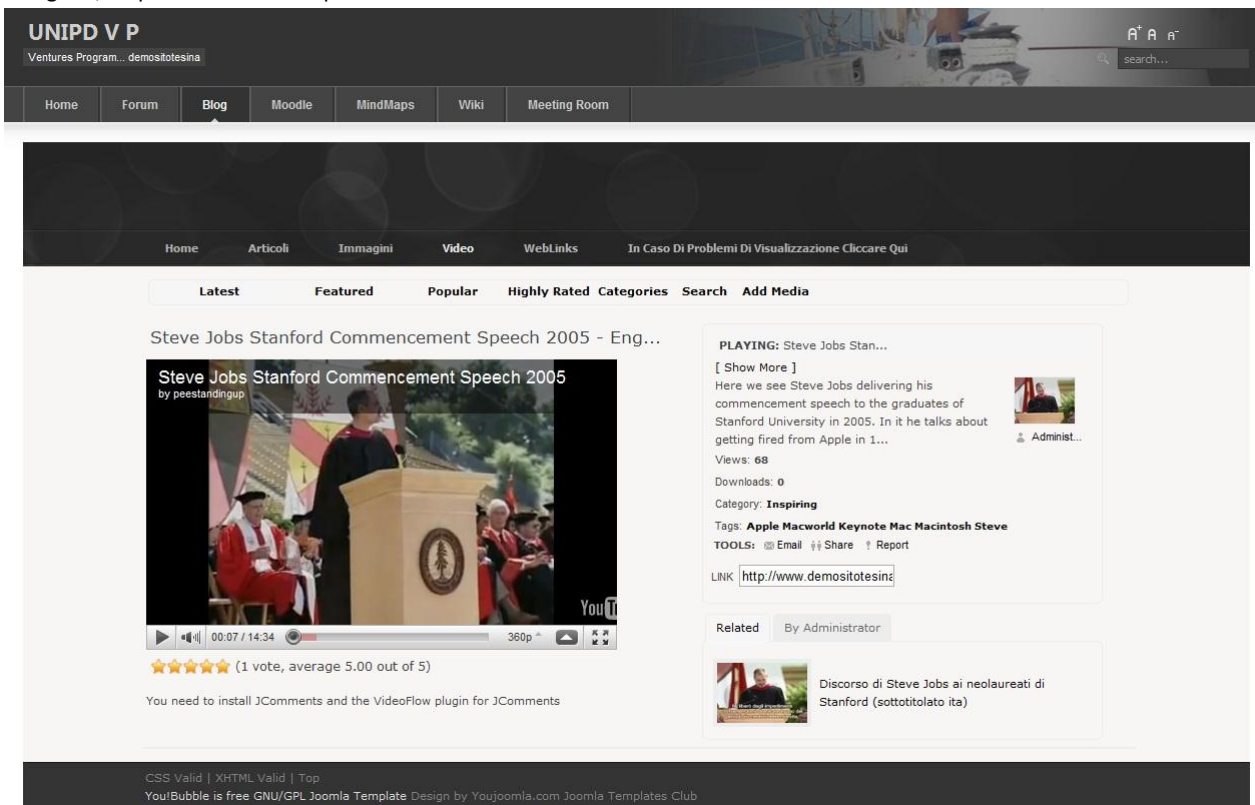 UNIPD V P
Ventures Program... demositotesina
A+ A A-
search...
Home Forum Blog Moodle MindMaps Wiki Meeting Room
Home Articoli Immagini Video WebLinks In Caso Di Problemi Di Visualizzazione Cliccare Qui
Latest Featured Popular Highly Rated Categories Search Add Media
Steve Jobs Stanford Commencement Speech 2005 - Eng...
Steve Jobs Stanford Commencement Speech 2005
by peestandingup
You
00:07 / 14:34
360p
(1 vote, average 5.00 out of 5)
You need to install JComments and the VideoFlow plugin for JComments
PLAYING: Steve Jobs Stan...
[ Show More ]
Here we see Steve Jobs delivering his
commencement speech to the graduates of
Stanford University in 2005. In it he talks about
getting fired from Apple in 1...
Administ...
Views: 68
Downloads: 0
Category: Inspiring
Tags: Apple Macworld Keynote Mac Macintosh Steve
TOOLS: Email Share Report
LINK http://www.demositotesina
Related By Administrator
Discorso di Steve Jobs ai neolaureati di
Stanford (sottotitolato ita)
CSS Valid | XHTML Valid | Top
You!Bubble is free GNU/GPL Joomla Template Design by Youjoomla.com Joomla Templates Club